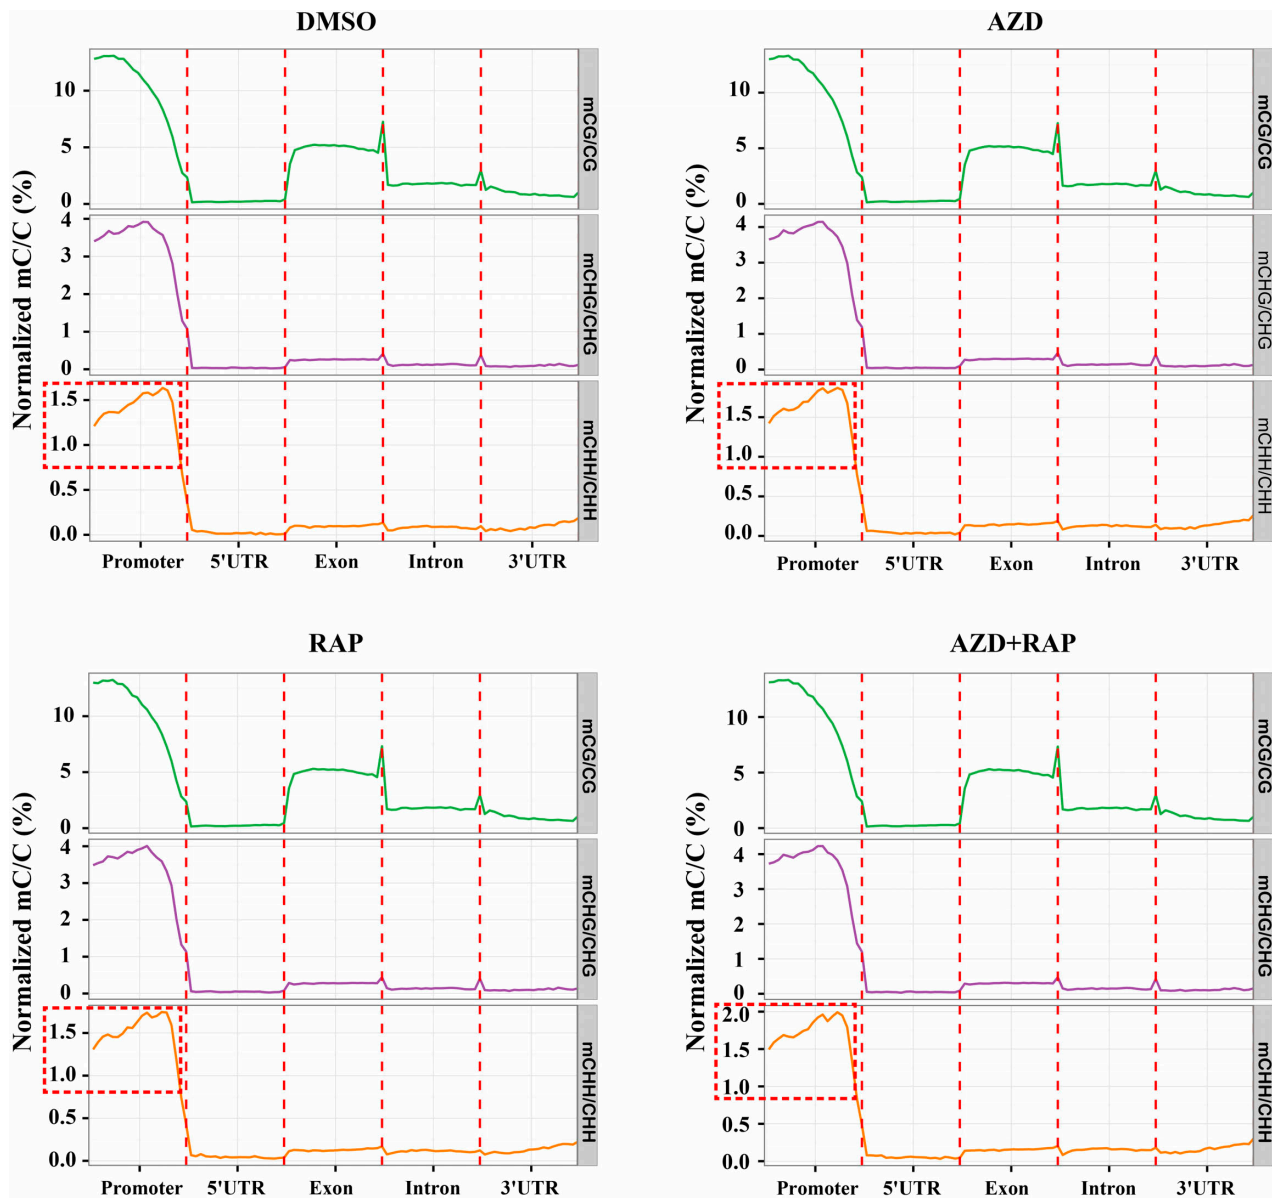 DMSO
Normalized mC/C (%)
10
5
0
mCG/CG
4
3
2
1
0
mCHG/CHG
1.5
1.0
0.5
0.0
mCHH/CHH
Promoter 5'UTR Exon Intron 3'UTR
AZD
Normalized mC/C (%)
10
5
0
mCG/CG
4
3
2
1
0
mCHG/CHG
1.5
1.0
0.5
0.0
mCHH/CHH
Promoter 5'UTR Exon Intron 3'UTR
RAP
Normalized mC/C (%)
10
5
0
mCG/CG
4
3
2
1
0
mCHG/CHG
1.5
1.0
0.5
0.0
mCHH/CHH
Promoter 5'UTR Exon Intron 3'UTR
AZD+RAP
Normalized mC/C (%)
10
5
0
mCG/CG
4
3
2
1
0
mCHG/CHG
2.0
1.5
1.0
0.5
0.0
mCHH/CHH
Promoter 5'UTR Exon Intron 3'UTR